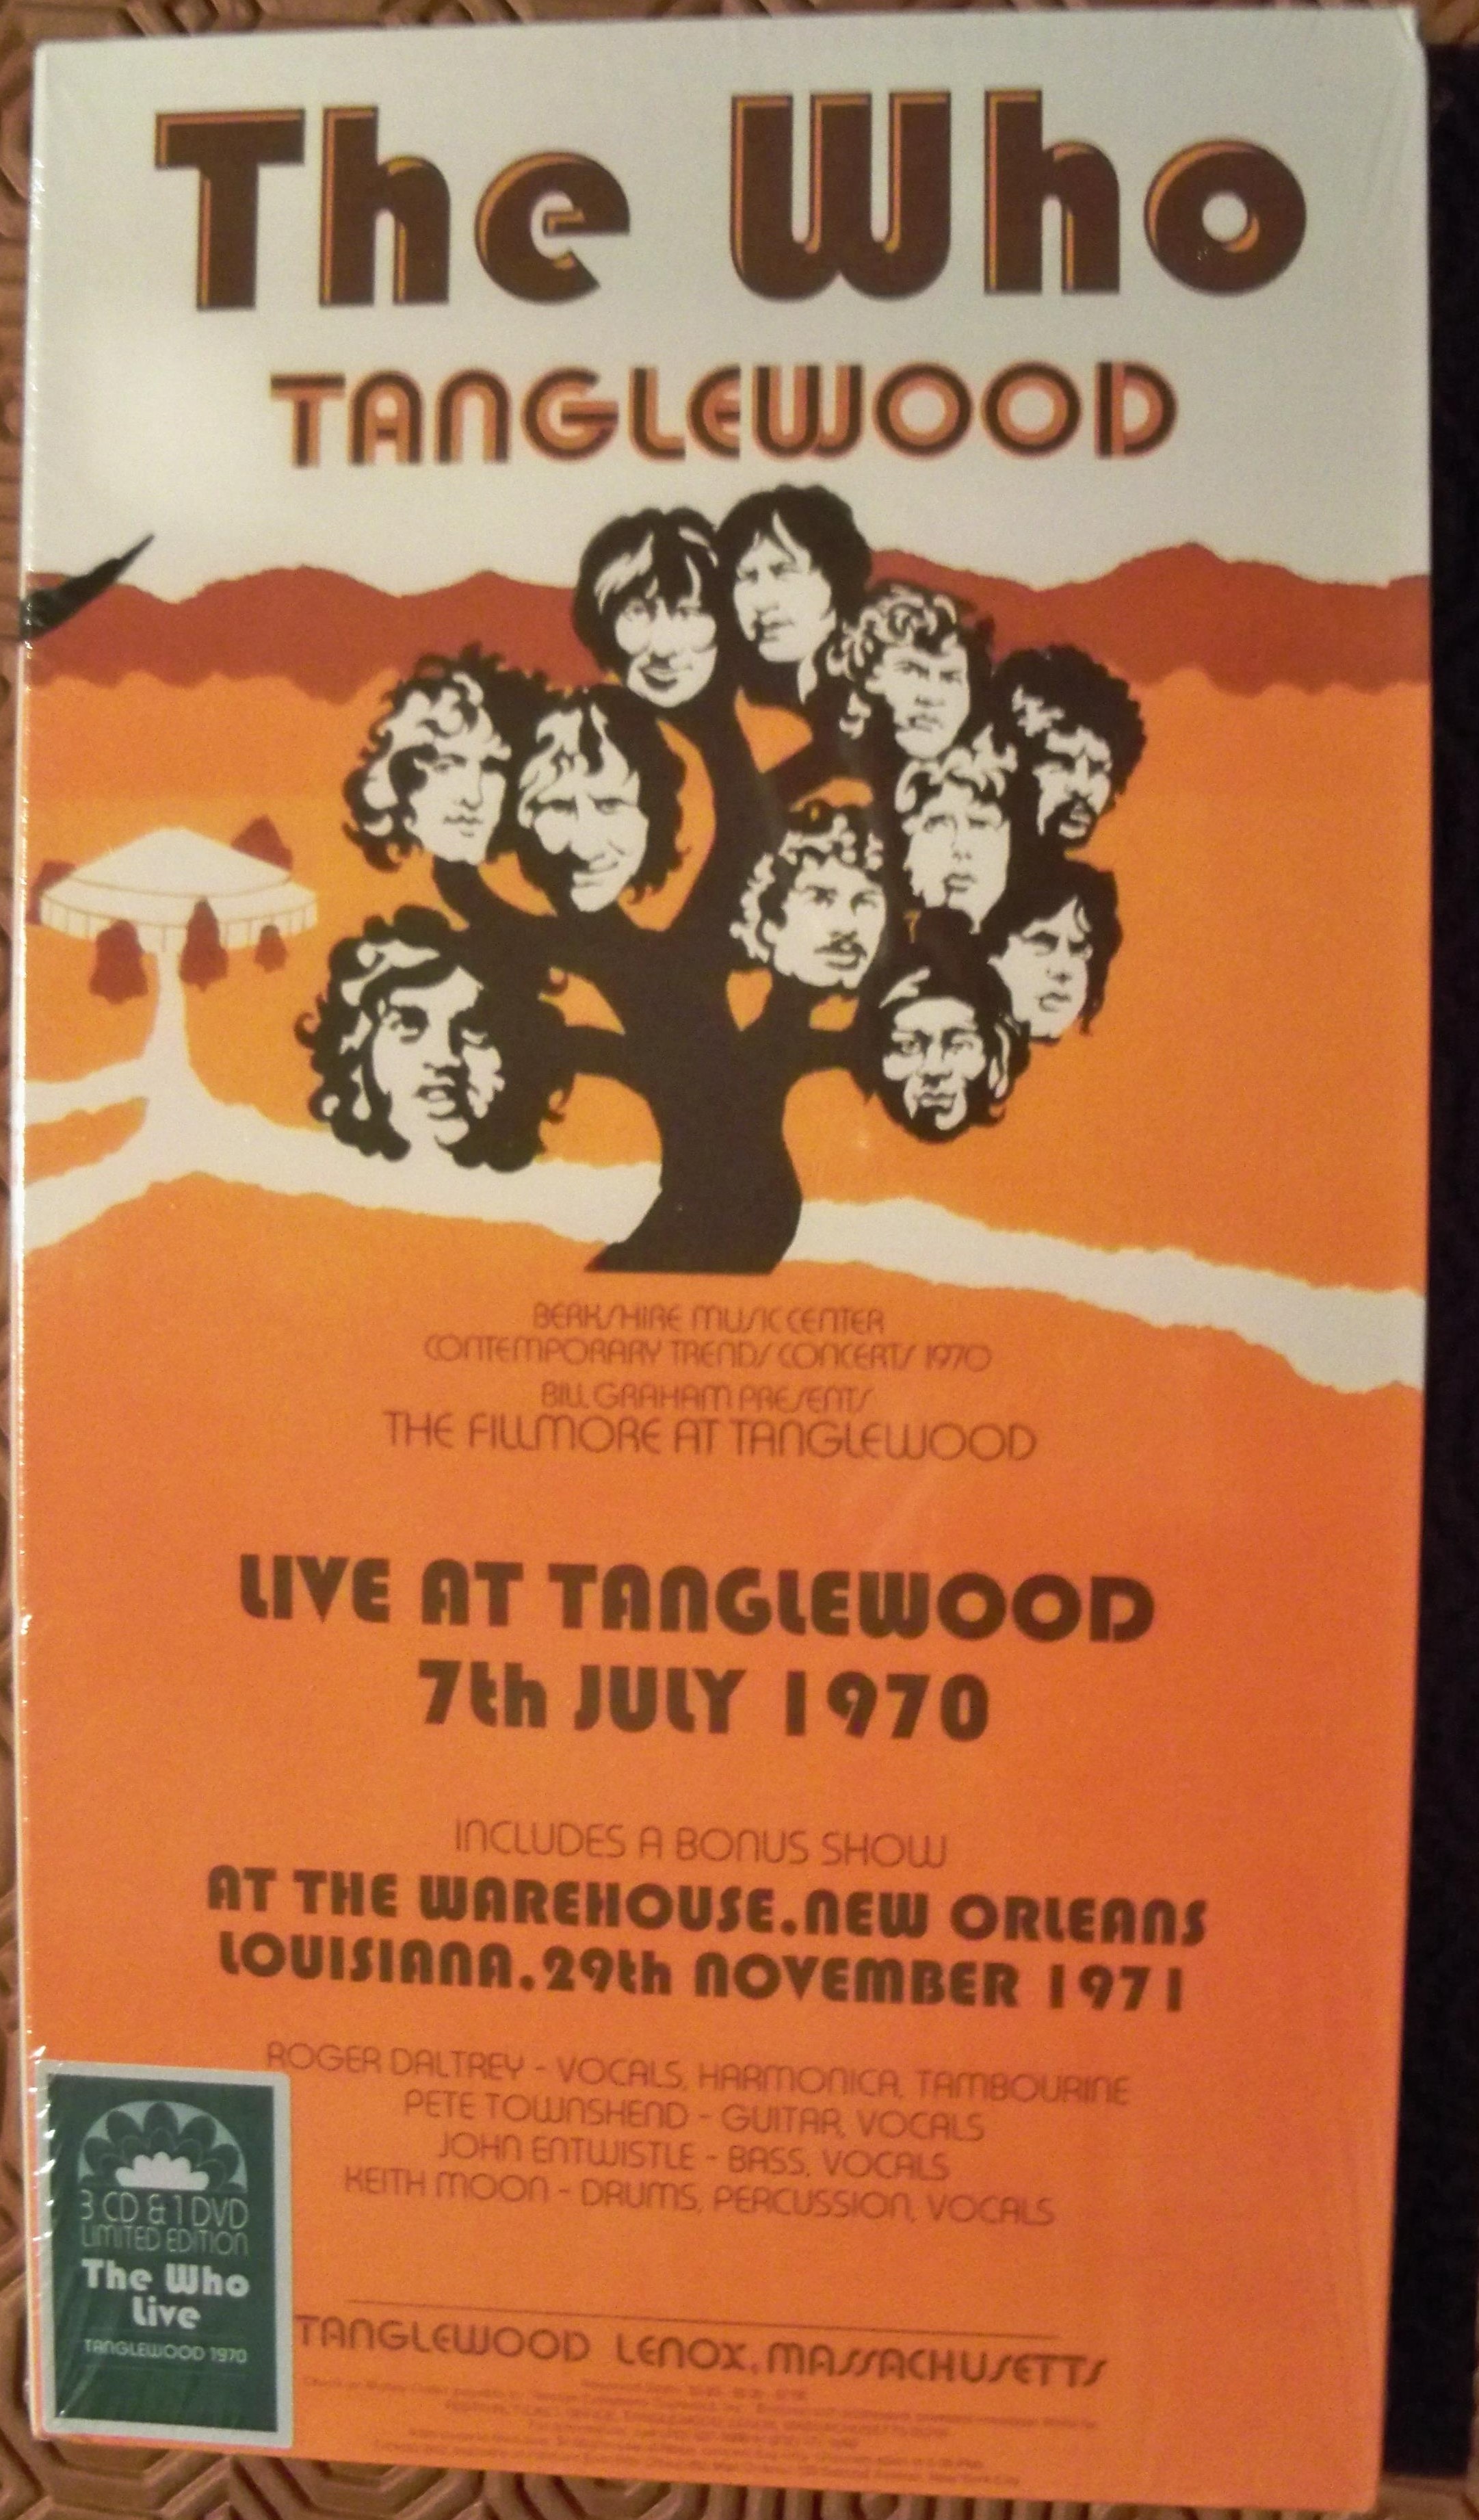 The Who
TANGLEWOOD
BERKSHIRE MUSIC CENTER
CONTEMPORARY TRENDS CONCERTS 1970
BILL GRAHAM PRESENTS
THE FILLMORE AT TANGLEWOOD
LIVE AT TANGLEWOOD
7th JULY 1970
INCLUDES A BONUS SHOW
AT THE WAREHOUSE.NEW ORLEANS
LOUISIANA.29th NOVEMBER 1971
ROGER DALTREY - VOCALS, HARMONICA, TAMBOURINE
PETE TOWNSHEND - GUITAR, VOCALS
JOHN ENTWISTLE - BASS, VOCALS
KEITH MOON - DRUMS, PERCUSSION, VOCALS
3 CD & 1 DVD
LIMITED EDITION
The Who
Live
TANGLEWOOD 1970
TANGLEWOOD LENOX.MASSACHUSETTS